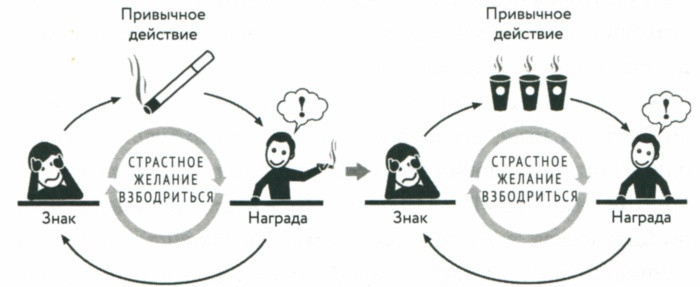 Привычное
действие
!
СТРАСТНОЕ
ЖЕЛАНИЕ
ВЗБОДРИТЬСЯ
Знак
Награда
Привычное
действие
!
СТРАСТНОЕ
ЖЕЛАНИЕ
ВЗБОДРИТЬСЯ
Знак
Награда